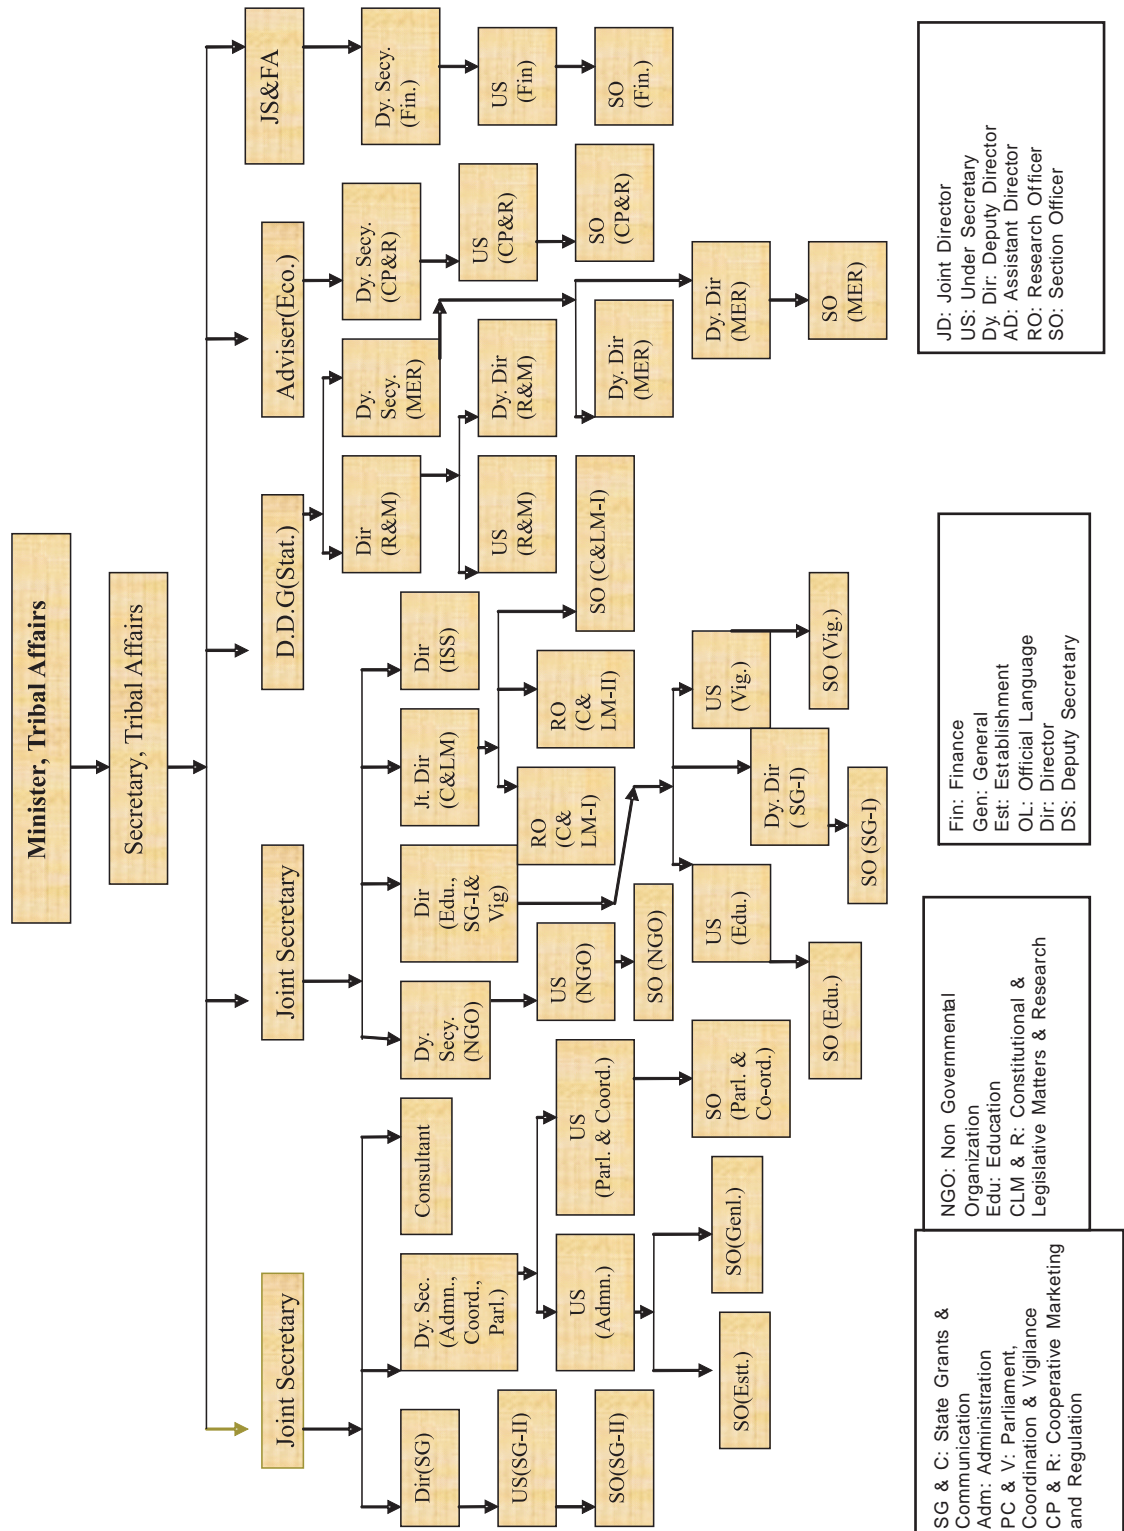 Minister, Tribal Affairs
Secretary, Tribal Affairs
Joint Secretary
Joint Secretary
D.D.G(Stat.)
Adviser(Eco.)
JS&FA
Dir(SG)
US(SG-II)
SO(SG-II)
Dy. Sec.
(Admn.,
Coord.,
Parl.)
Consultant
US
(Admn.)
US
(Parl. & Coord.)
SO(Estt.)
SO(Genl.)
SO
(Parl. &
Co-ord.)
Dy.
Secy.
(NGO)
Dir
(Edu.,
SG-I&
Vig)
Jt. Dir
(C&LM)
Dir
(ISS)
US
(NGO)
SO (NGO)
RO
(C&
LM-I)
RO
(C&
LM-II)
SO (C&LM-I)
US
(Edu.)
Dy. Dir
( SG-I)
US
(Vig.)
SO (Edu.)
SO (SG-I)
SO (Vig.)
Dir
(R&M)
Dy.
Secy.
(MER)
US
(R&M)
Dy. Dir
(R&M)
Dy. Dir
(MER)
Dy. Dir
(MER)
SO
(MER)
Dy. Secy.
(CP&R)
US
(CP&R)
SO
(CP&R)
Dy. Secy.
(Fin.)
US
(Fin)
SO
(Fin.)
SG & C: State Grants &
Communication
Adm: Administration
PC & V: Parliament,
Coordination & Vigilance
CP & R: Cooperative Marketing
and Regulation
NGO: Non Governmental
Organization
Edu: Education
CLM & R: Constitutional &
Legislative Matters & Research
Fin: Finance
Gen: General
Est: Establishment
OL: Official Language
Dir: Director
DS: Deputy Secretary
JD: Joint Director
US: Under Secretary
Dy. Dir: Deputy Director
AD: Assistant Director
RO: Research Officer
SO: Section Officer